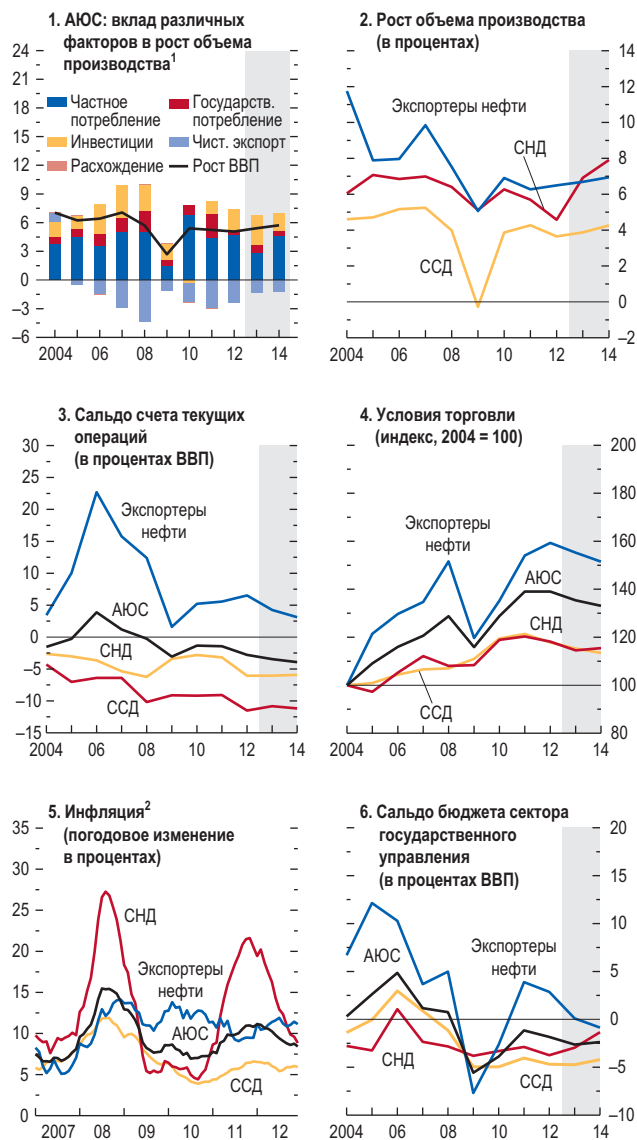 1. АЮС: вклад различных
факторов в рост объема
производства¹
24
21
18
15
12
9
6
3
0
–3
–6
Частное
потребление
Государств.
потребление
Инвестиции
Чист. экспорт
Расхождение
Рост ВВП
2004 06 08 10 12 14
2. Рост объема производства
(в процентах)
14
12
10
8
6
4
2
0
–2
Экспортеры нефти
СНД
ССД
2004 06 08 10 12 14
3. Сальдо счета текущих
операций
(в процентах ВВП)
30
25
20
15
10
5
0
–5
–10
–15
Экспортеры
нефти
АЮС
СНД
ССД
2004 06 08 10 12 14
4. Условия торговли
(индекс, 2004 = 100)
200
180
160
140
120
100
80
Экспортеры
нефти
АЮС
СНД
ССД
2004 06 08 10 12 14
5. Инфляция²
(погодовое изменение
в процентах)
35
30
25
20
15
10
5
0
СНД
Экспортеры
нефти
АЮС
ССД
2007 08 09 10 11 12
6. Сальдо бюджета сектора
государственного
управления
(в процентах ВВП)
20
15
10
5
0
–5
–10
АЮС
Экспортеры
нефти
СНД
ССД
2004 06 08 10 12 14